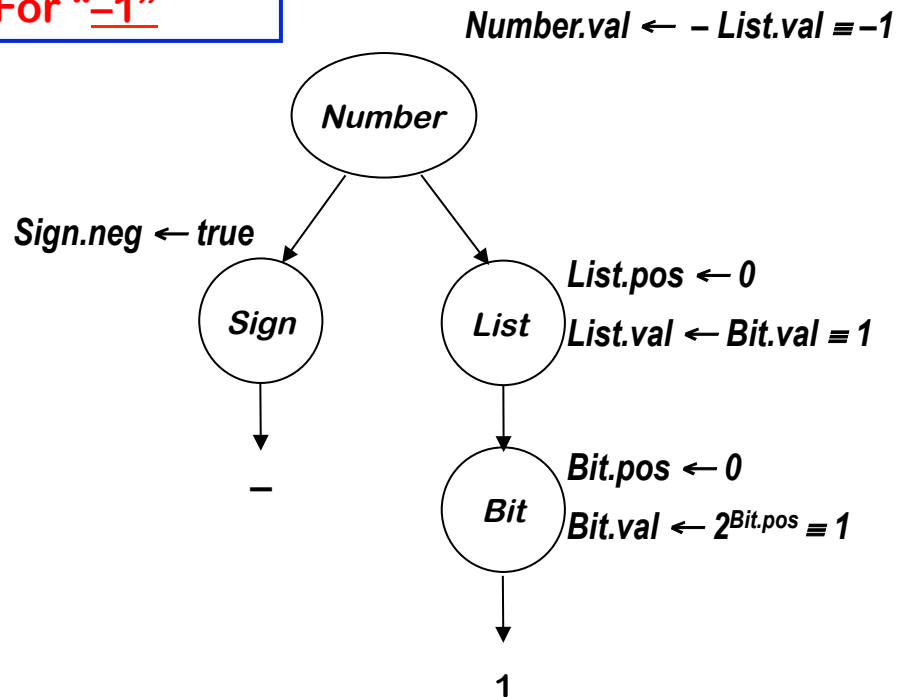 For “–1”
Number.val ← – List.val ≡ –1
Number
Sign.neg ← true
List.pos ← 0
Sign
List
List.val ← Bit.val ≡ 1
–
Bit.pos ← 0
Bit
Bit.val ← 2^Bit.pos ≡ 1
1